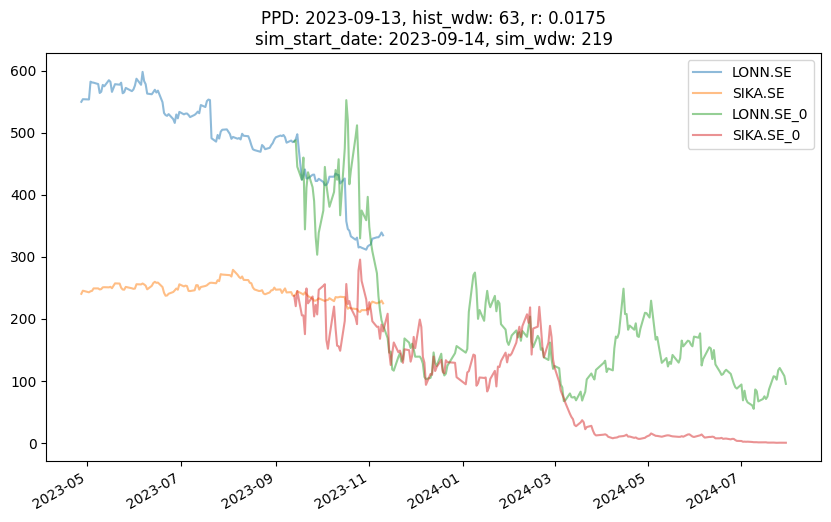 PPD: 2023-09-13, hist_wdw: 63, r: 0.0175
sim_start_date: 2023-09-14, sim_wdw: 219
LONN.SE
SIKA.SE
LONN.SE_0
SIKA.SE_0
600
500
400
300
200
100
0
2023-05
2023-07
2023-09
2023-11
2024-01
2024-03
2024-05
2024-07